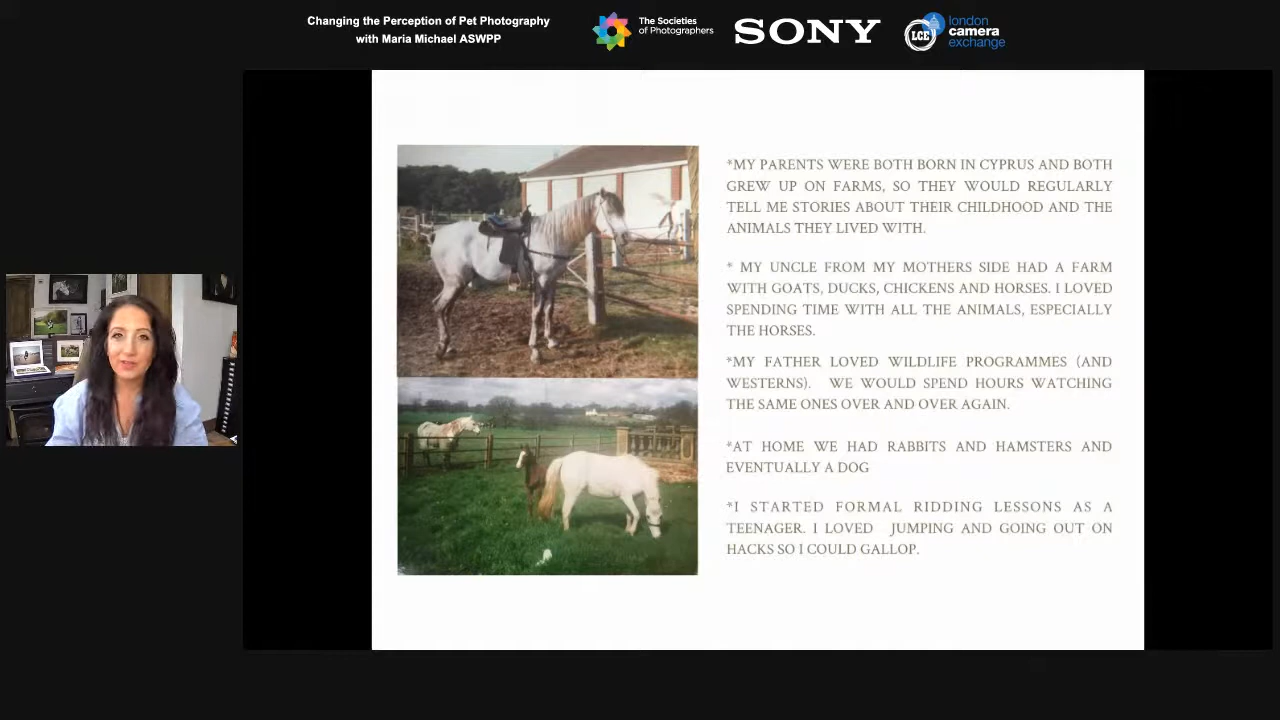 Changing the Perception of Pet Photography
with Maria Michael ASWPP
The Societies
of Photographers
SONY
LCE
london
camera
exchange
*MY PARENTS WERE BOTH BORN IN CYPRUS AND BOTH
GREW UP ON FARMS, SO THEY WOULD REGULARLY
TELL ME STORIES ABOUT THEIR CHILDHOOD AND THE
ANIMALS THEY LIVED WITH.
* MY UNCLE FROM MY MOTHERS SIDE HAD A FARM
WITH GOATS, DUCKS, CHICKENS AND HORSES. I LOVED
SPENDING TIME WITH ALL THE ANIMALS, ESPECIALLY
THE HORSES.
*MY FATHER LOVED WILDLIFE PROGRAMMES (AND
WESTERNS). WE WOULD SPEND HOURS WATCHING
THE SAME ONES OVER AND OVER AGAIN.
*AT HOME WE HAD RABBITS AND HAMSTERS AND
EVENTUALLY A DOG
*I STARTED FORMAL RIDDING LESSONS AS A
TEENAGER. I LOVED JUMPING AND GOING OUT ON
HACKS SO I COULD GALLOP.